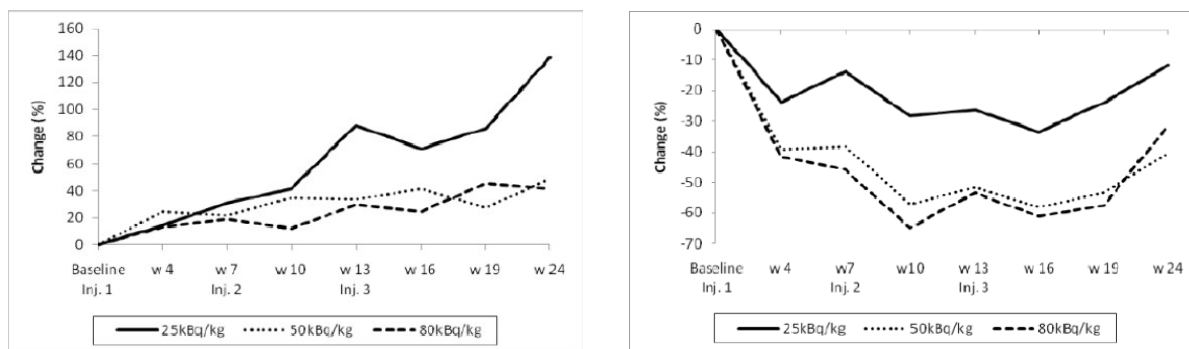 160
140
120
100
80
60
40
20
0
Change (%)
Baseline w 4 w 7 w 10 w 13 w 16 w 19 w 24
Inj. 1 Inj. 2 Inj. 3
25kBq/kg 50kBq/kg 80kBq/kg
0
-10
-20
-30
-40
-50
-60
-70
Change (%)
Baseline w 4 w7 w10 w 13 w 16 w 19 w 24
Inj. 1 Inj. 2 Inj. 3
25kBq/kg 50kBq/kg 80kBq/kg